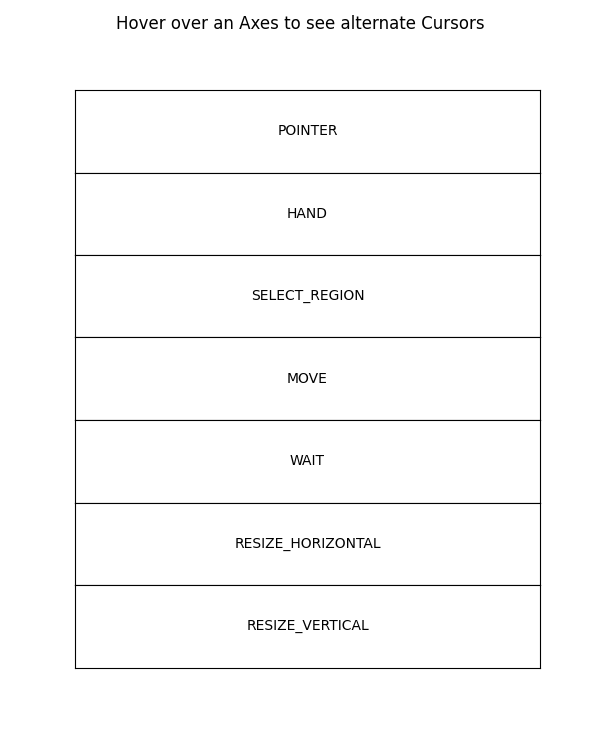 Hover over an Axes to see alternate Cursors
POINTER
HAND
SELECT_REGION
MOVE
WAIT
RESIZE_HORIZONTAL
RESIZE_VERTICAL